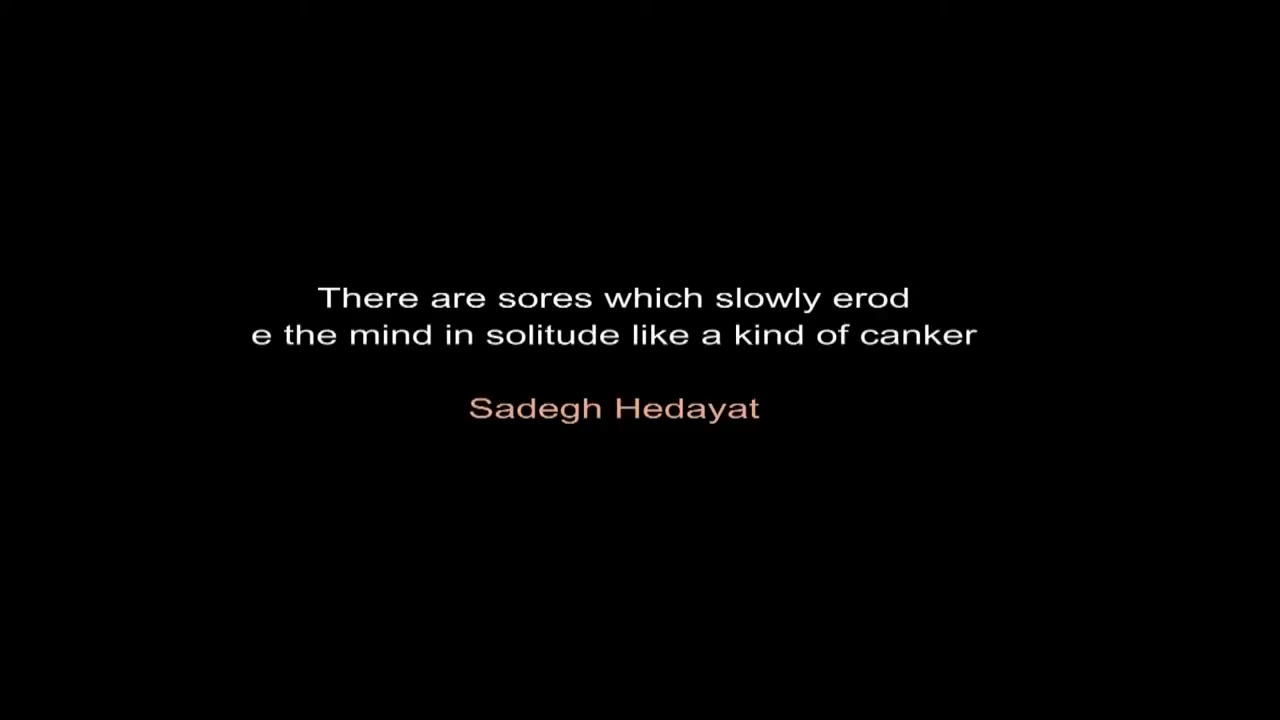 There are sores which slowly erod
e the mind in solitude like a kind of canker
Sadegh Hedayat